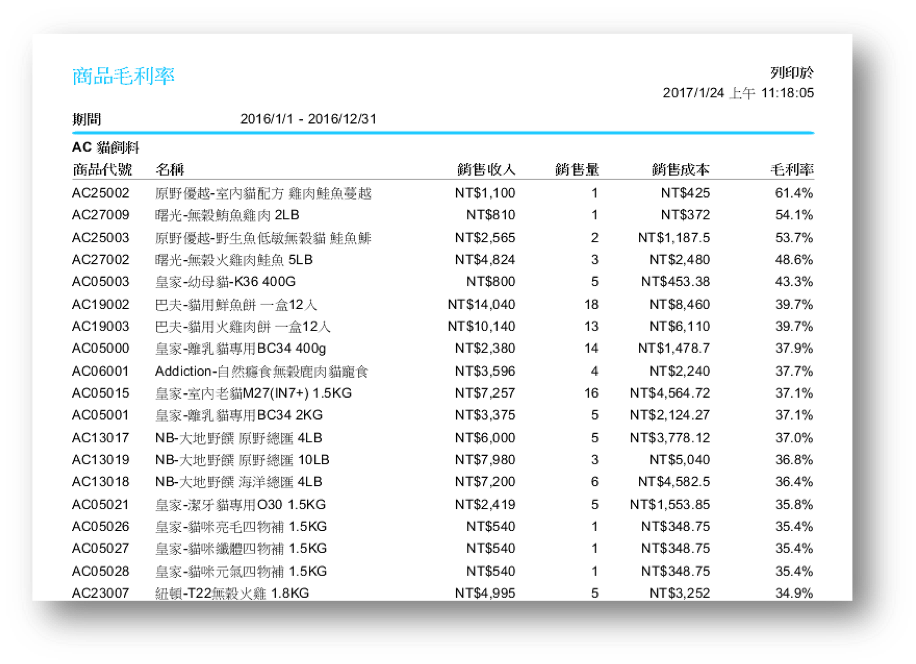 商品毛利率
列印於
2017/1/24 上午 11:18:05
期間 2016/1/1 - 2016/12/31
AC 貓飼料
商品代號 名稱 銷售收入 銷售量 銷售成本 毛利率
AC25002 原野優越-室內貓配方 雞肉鮭魚蔓越 NT$1,100 1 NT$425 61.4%
AC27009 曙光-無穀鮪魚雞肉 2LB NT$810 1 NT$372 54.1%
AC25003 原野優越-野生魚低敏無穀貓 鮭魚鯡 NT$2,565 2 NT$1,187.5 53.7%
AC27002 曙光-無穀火雞肉鮭魚 5LB NT$4,824 3 NT$2,480 48.6%
AC05003 皇家-幼母貓-K36 400G NT$800 5 NT$453.38 43.3%
AC19002 巴夫-貓用鮮魚餅 一盒12入 NT$14,040 18 NT$8,460 39.7%
AC19003 巴夫-貓用火雞肉餅 一盒12入 NT$10,140 13 NT$6,110 39.7%
AC05000 皇家-離乳貓專用BC34 400g NT$2,380 14 NT$1,478.7 37.9%
AC06001 Addiction-自然癮食無穀鹿肉貓寵食 NT$3,596 4 NT$2,240 37.7%
AC05015 皇家-室內老貓M27(IN7+) 1.5KG NT$7,257 16 NT$4,564.72 37.1%
AC05001 皇家-離乳貓專用BC34 2KG NT$3,375 5 NT$2,124.27 37.1%
AC13017 NB-大地野饌 原野總匯 4LB NT$6,000 5 NT$3,778.12 37.0%
AC13019 NB-大地野饌 原野總匯 10LB NT$7,980 3 NT$5,040 36.8%
AC13018 NB-大地野饌 海洋總匯 4LB NT$7,200 6 NT$4,582.5 36.4%
AC05021 皇家-潔牙貓專用O30 1.5KG NT$2,419 5 NT$1,553.85 35.8%
AC05026 皇家-貓咪亮毛四物補 1.5KG NT$540 1 NT$348.75 35.4%
AC05027 皇家-貓咪纖體四物補 1.5KG NT$540 1 NT$348.75 35.4%
AC05028 皇家-貓咪元氣四物補 1.5KG NT$540 1 NT$348.75 35.4%
AC23007 紐頓-T22無穀火雞 1.8KG NT$4,995 5 NT$3,252 34.9%